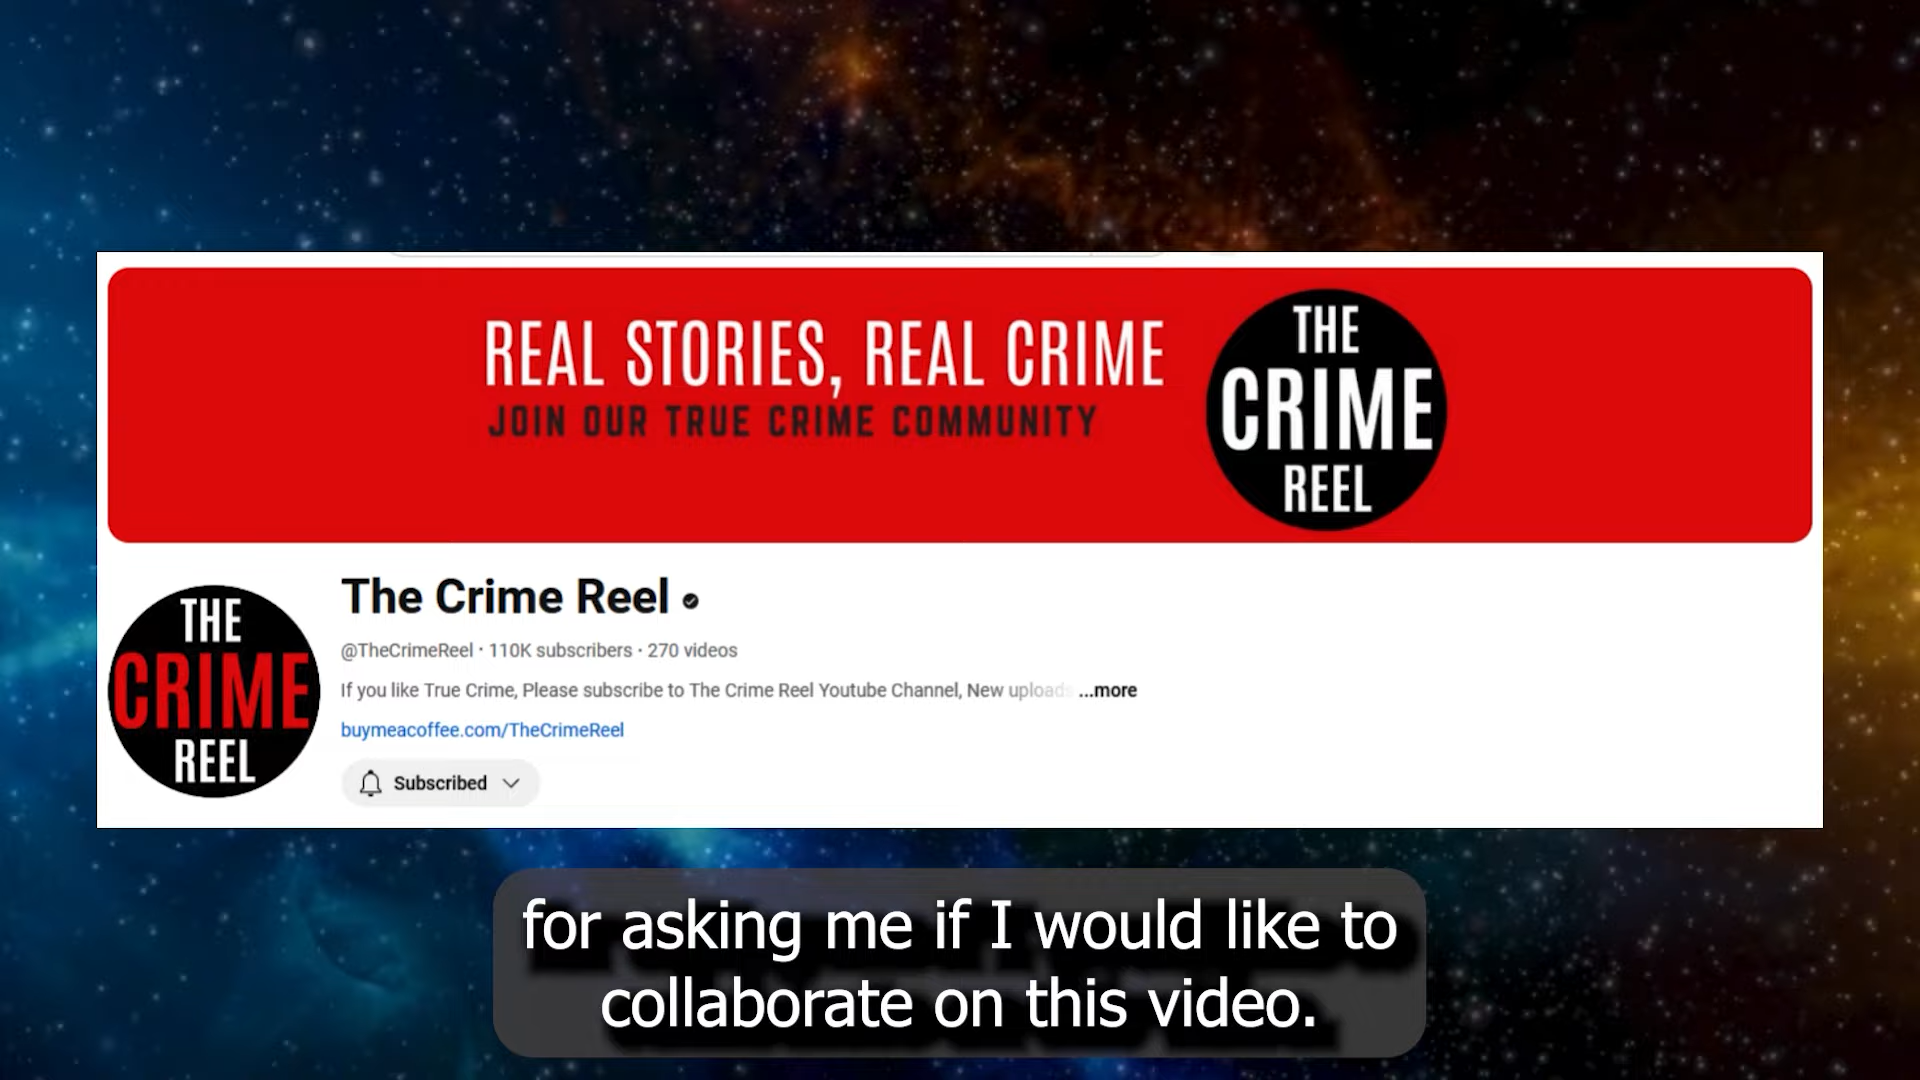 REAL STORIES, REAL CRIME
JOIN OUR TRUE CRIME COMMUNITY
THE
CRIME
REEL
THE
CRIME
REEL
The Crime Reel
@TheCrimeReel · 110K subscribers · 270 videos
If you like True Crime, Please subscribe to The Crime Reel Youtube Channel, New uploads ...more
buymeacoffee.com/TheCrimeReel
Subscribed
for asking me if I would like to
collaborate on this video.